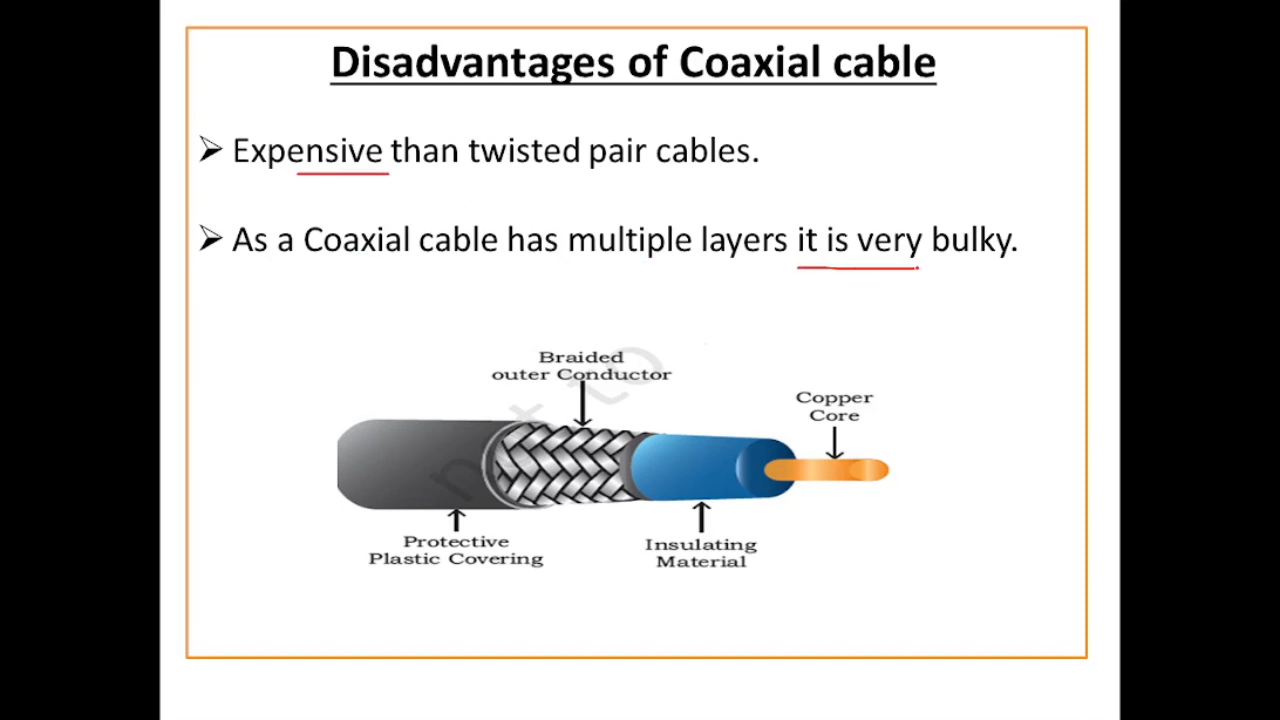 Disadvantages of Coaxial cable
Expensive than twisted pair cables.
As a Coaxial cable has multiple layers it is very bulky.
Braided
outer Conductor
Copper
Core
Protective
Plastic Covering
Insulating
Material